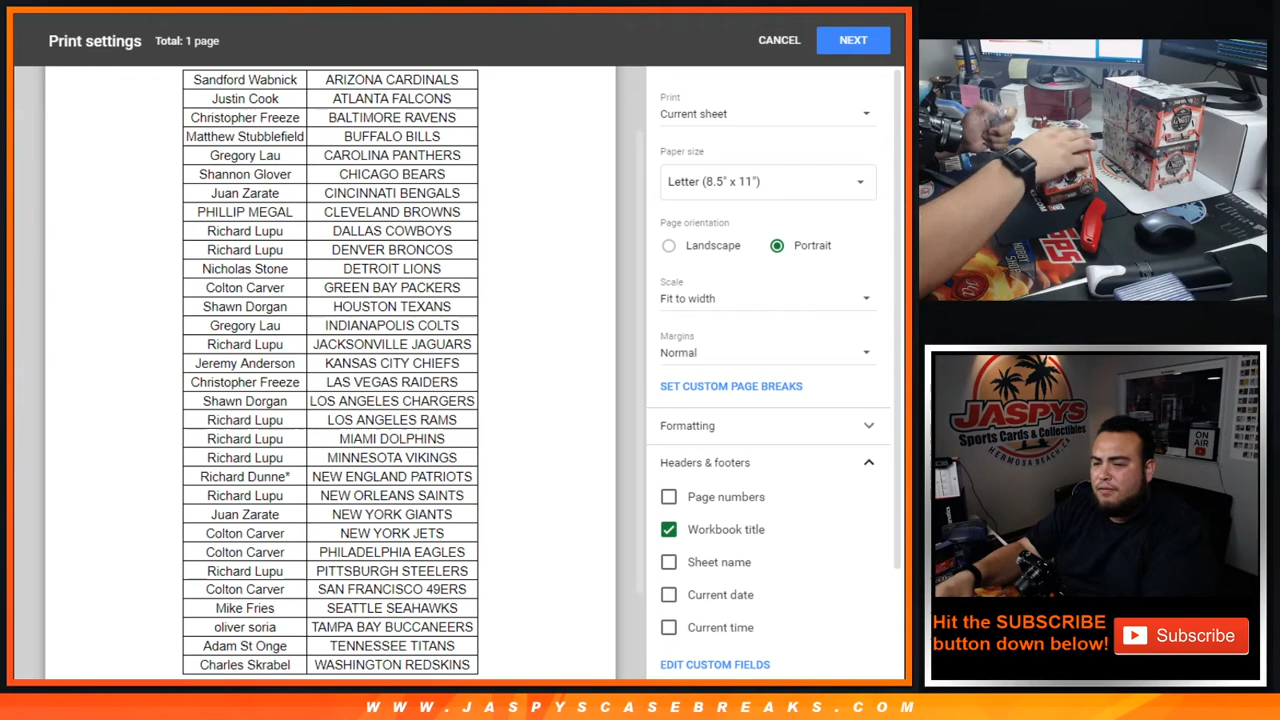 Print settings Total: 1 page CANCEL NEXT
Sandford Wabnick ARIZONA CARDINALS
Justin Cook ATLANTA FALCONS
Christopher Freeze BALTIMORE RAVENS
Matthew Stubblefield BUFFALO BILLS
Gregory Lau CAROLINA PANTHERS
Shannon Glover CHICAGO BEARS
Juan Zarate CINCINNATI BENGALS
PHILLIP MEGAL CLEVELAND BROWNS
Richard Lupu DALLAS COWBOYS
Richard Lupu DENVER BRONCOS
Nicholas Stone DETROIT LIONS
Colton Carver GREEN BAY PACKERS
Shawn Dorgan HOUSTON TEXANS
Gregory Lau INDIANAPOLIS COLTS
Richard Lupu JACKSONVILLE JAGUARS
Jeremy Anderson KANSAS CITY CHIEFS
Christopher Freeze LAS VEGAS RAIDERS
Shawn Dorgan LOS ANGELES CHARGERS
Richard Lupu LOS ANGELES RAMS
Richard Lupu MIAMI DOLPHINS
Richard Lupu MINNESOTA VIKINGS
Richard Dunne* NEW ENGLAND PATRIOTS
Richard Lupu NEW ORLEANS SAINTS
Juan Zarate NEW YORK GIANTS
Colton Carver NEW YORK JETS
Colton Carver PHILADELPHIA EAGLES
Richard Lupu PITTSBURGH STEELERS
Colton Carver SAN FRANCISCO 49ERS
Mike Fries SEATTLE SEAHAWKS
oliver soria TAMPA BAY BUCCANEERS
Adam St Onge TENNESSEE TITANS
Charles Skrabel WASHINGTON REDSKINS
Print
Current sheet
Paper size
Letter (8.5" x 11")
Page orientation
Landscape Portrait
Scale
Fit to width
Margins
Normal
SET CUSTOM PAGE BREAKS
Formatting
Headers & footers
Page numbers
Workbook title
Sheet name
Current date
Current time
EDIT CUSTOM FIELDS
JASPYS
Sports Cards & Collectibles
HERMOSA BEACH, CA
ON
AIR
Hit the SUBSCRIBE
button down below!
Subscribe
WWW.JASPYSCASEBREAKS.COM